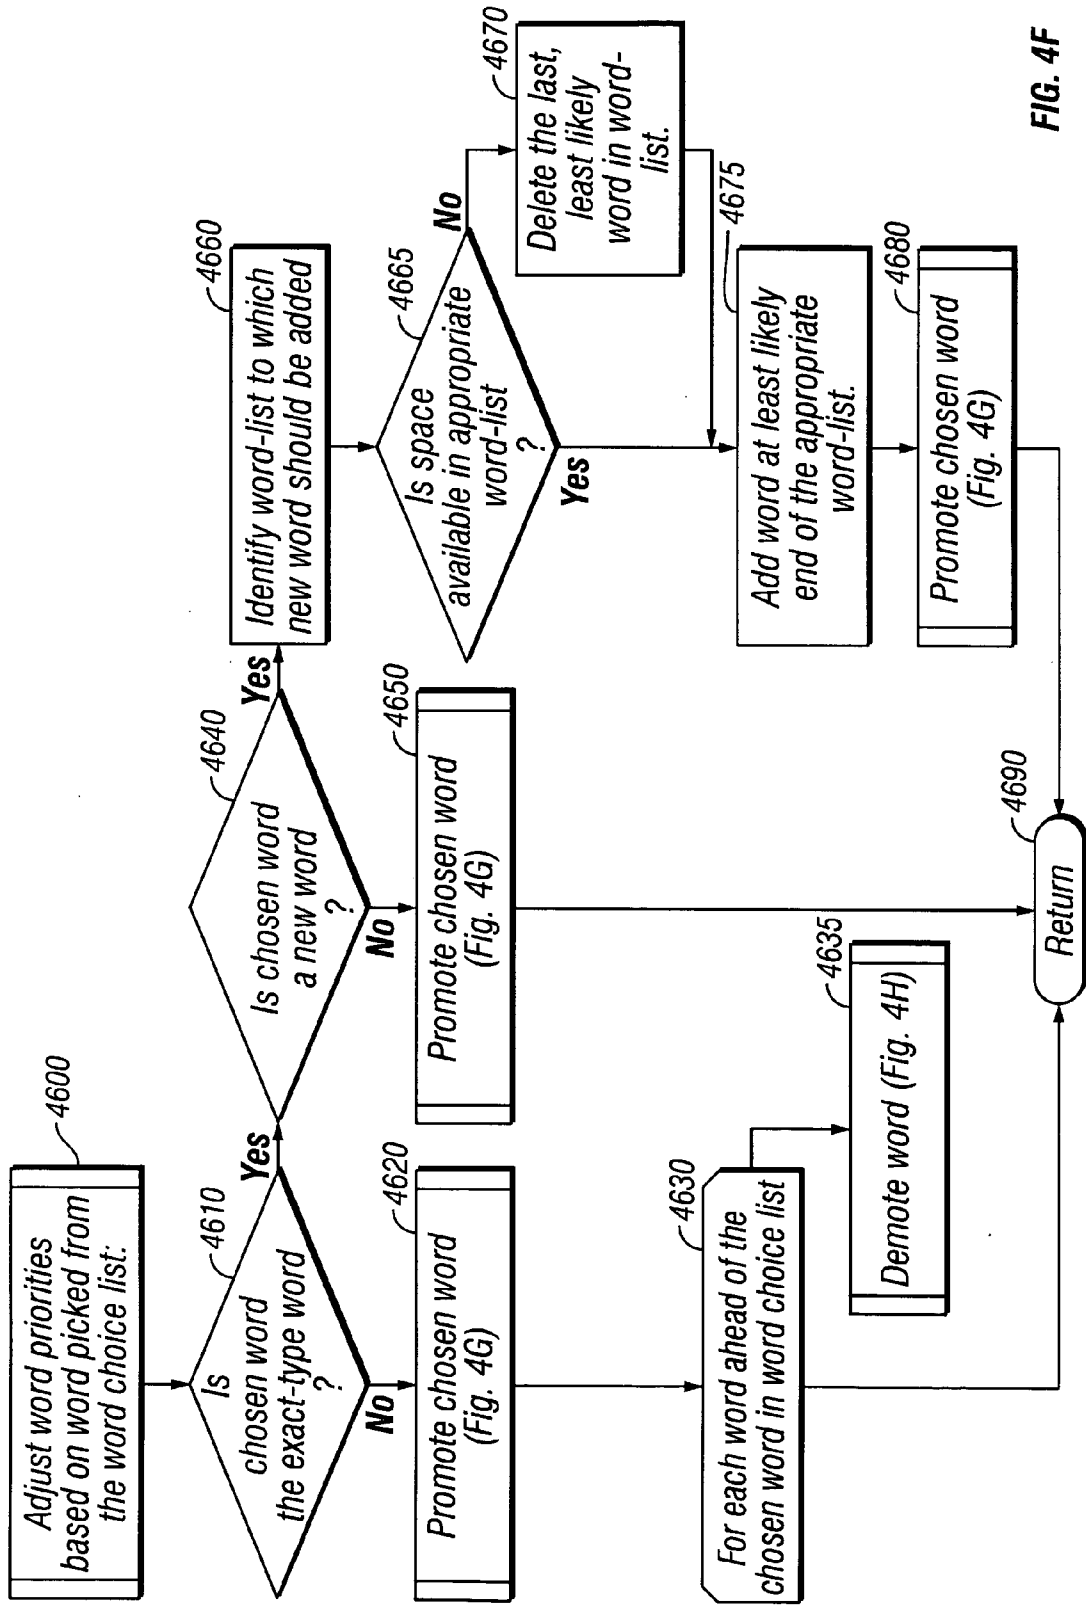 4600
Adjust word priorities
based on word picked from
the word choice list:
4610
Is
chosen word
the exact-type word
?
Yes
No
4620
Promote chosen word
(Fig. 4G)
4630
For each word ahead of the
chosen word in word choice list
4635
Demote word (Fig. 4H)
4640
Is chosen word
a new word
?
Yes
No
4650
Promote chosen word
(Fig. 4G)
4660
Identify word-list to which
new word should be added
4665
Is space
available in appropriate
word-list
?
No
Yes
4670
Delete the last,
least likely
word in word-
list.
4675
Add word at least likely
end of the appropriate
word-list.
4680
Promote chosen word
(Fig. 4G)
4690
Return
FIG. 4F